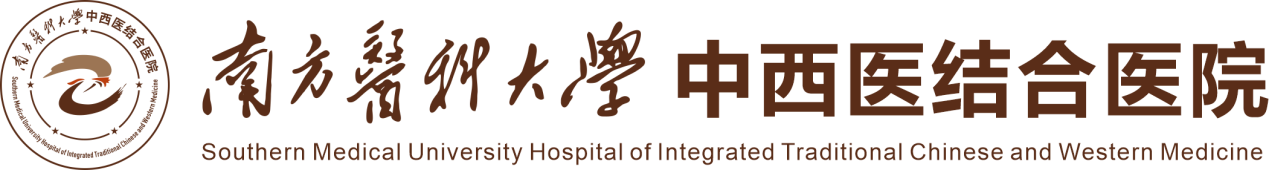 南方醫科大學中西医结合医院
Southern Medical University Hospital of Integrated Traditional Chinese and Western Medicine
南方醫科大學 中西医结合医院
Southern Medical University Hospital of Integrated Traditional Chinese and Western Medicine